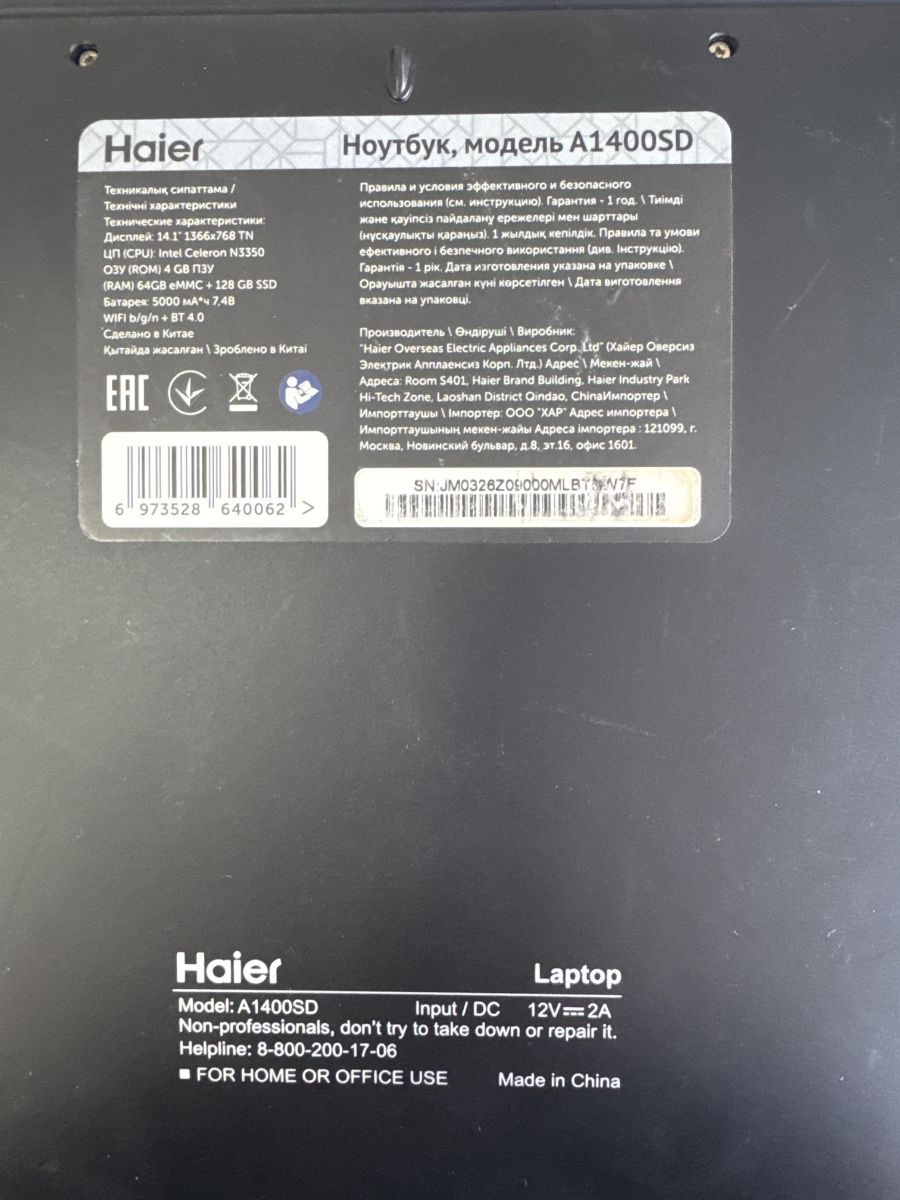 Haier
Ноутбук, модель A1400SD
Техникалық сипаттама /
Технічні характеристики
Технические характеристики:
Дисплей: 14.1" 1366x768 TN
ЦП (CPU): Intel Celeron N3350
ОЗУ (ROM) 4 GB ПЗУ
(RAM) 64GB eMMC + 128 GB SSD
Батарея: 5000 мА*ч 7,4В
WIFI b/g/n + BT 4.0
Сделано в Китае
Қытайда жасалған \ Зроблено в Китаї
EAC
6 973528 640062 >
Правила и условия эффективного и безопасного
использования (см. инструкцию). Гарантия - 1 год. \ Тиімді
және қауіпсіз пайдалану ережелері мен шарттары
(нұсқаулықты қараңыз). 1 жылдық кепілдік. Правила та умови
ефективного і безпечного використання (див. Інструкцію).
Гарантія - 1 рік. Дата изготовления указана на упаковке \
Орауышта жасалған күні көрсетілген \ Дата виготовлення
вказана на упаковці.
Производитель \ Өндіруші \ Виробник:
"Haier Overseas Electric Appliances Corp. Ltd" (Хайер Оверсиз
Электрик Апплаенсиз Корп. Лтд.) Адрес \ Мекен-жай \
Адреса: Room S401, Haier Brand Building, Haier Industry Park
Hi-Tech Zone, Laoshan District Qindao, ChinaИмпортер \
Импорттаушы \ Імпортер: ООО "ХАР" Адрес импортера \
Импорттаушының мекен-жайы Адреса імпортера : 121099, г.
Москва, Новинский бульвар, д.8, эт.16, офис 1601.
Haier
Laptop
Model: A1400SD Input / DC 12V⎓2A
Non-professionals, don't try to take down or repair it.
Helpline: 8-800-200-17-06
■ FOR HOME OR OFFICE USE Made in China